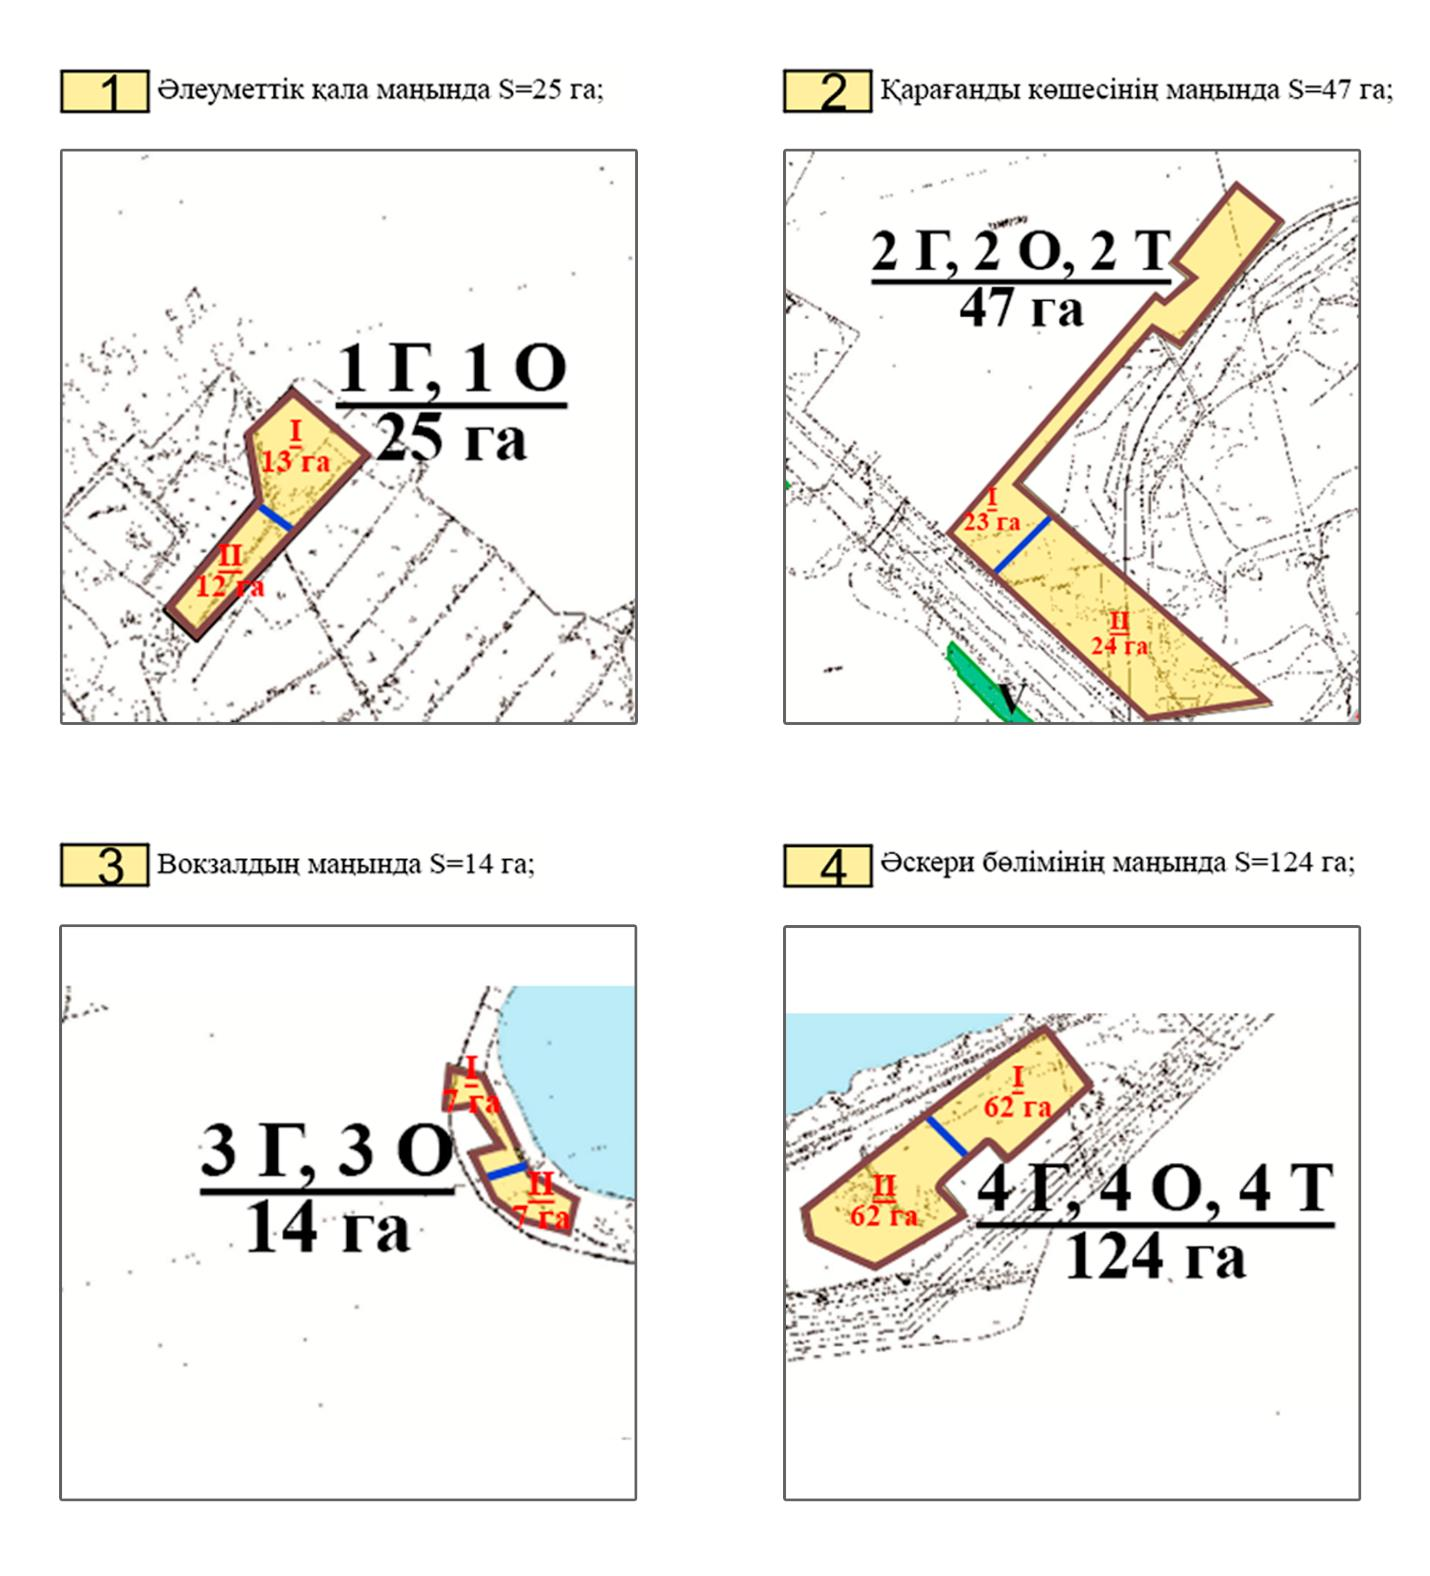 1 Әлеуметтік қала маңында S=25 га;
1 Г, 1 О
25 га
I
13 га
II
12 га
2 Қарағанды көшесінің маңында S=47 га;
2 Г, 2 О, 2 Т
47 га
I
23 га
II
24 га
V
3 Вокзалдың маңында S=14 га;
I
7 га
3 Г, 3 О
14 га
II
7 га
4 Әскери бөлімінің маңында S=124 га;
I
62 га
II
62 га
4 Г, 4 О, 4 Т
124 га